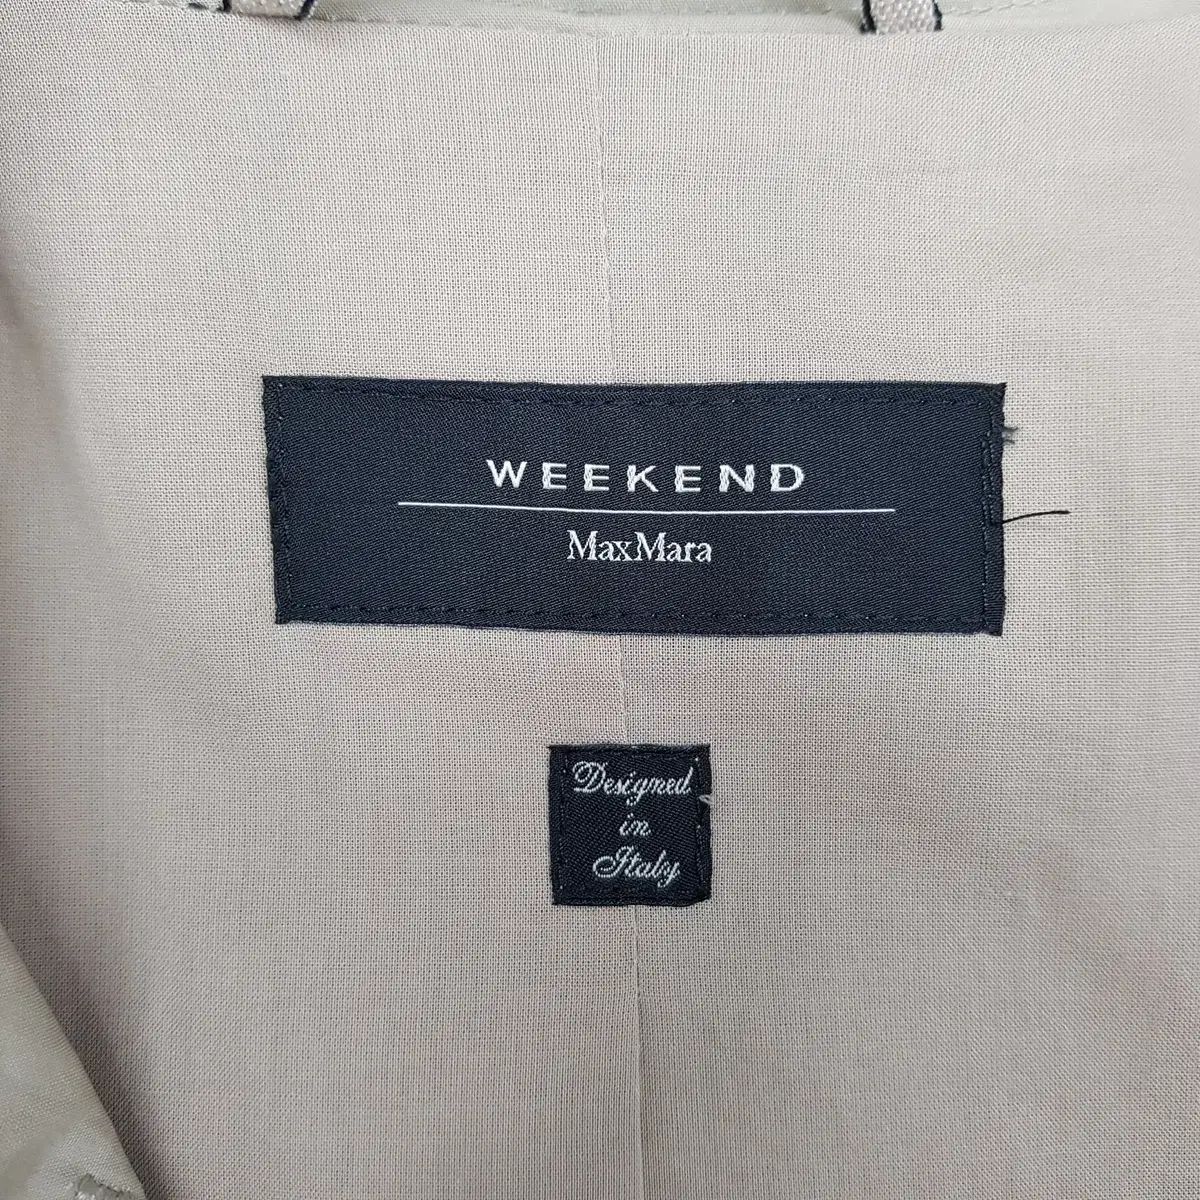 WEEKEND
MaxMara
Designed
in
Italy